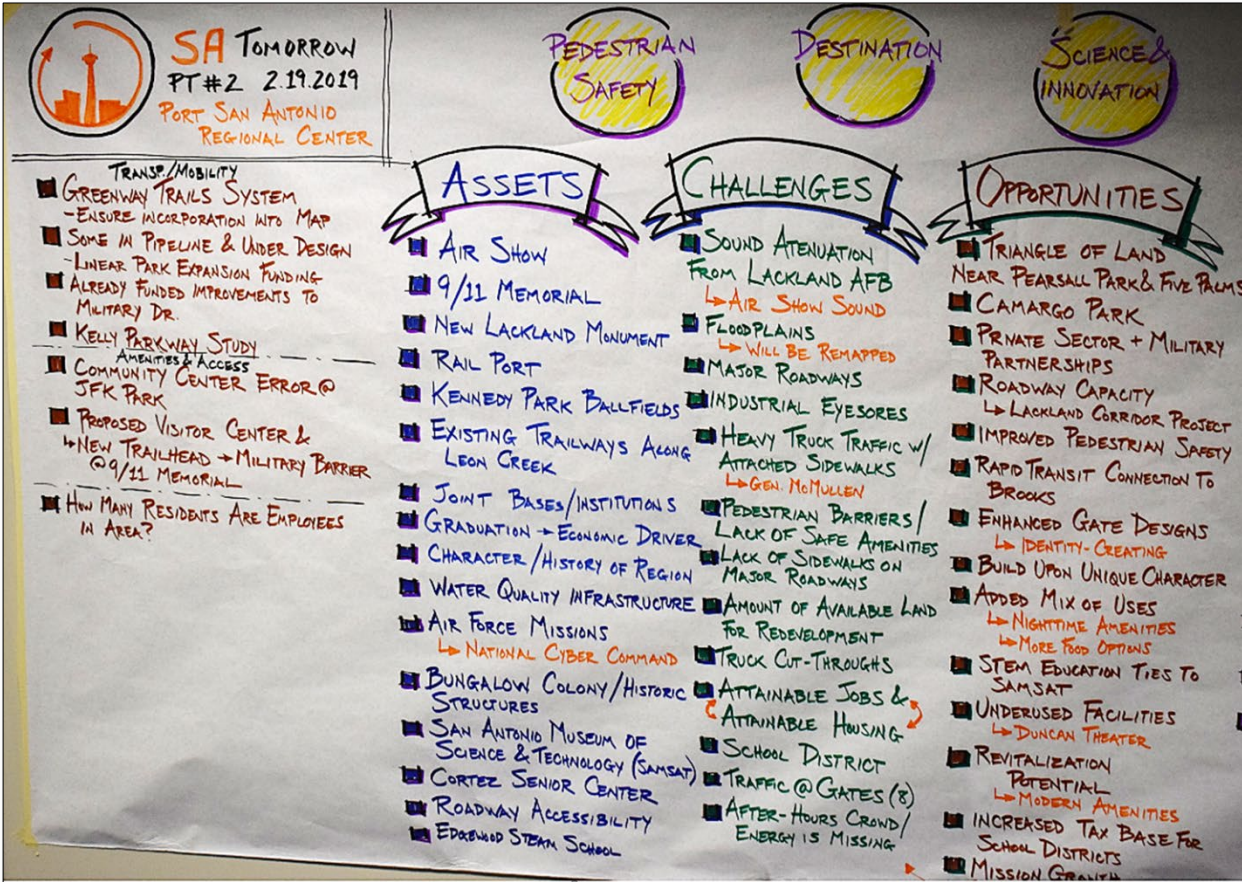 SA TOMORROW
PT #2 2.19.2019
PORT SAN ANTONIO
REGIONAL CENTER
PEDESTRIAN
SAFETY
DESTINATION
SCIENCE &
INNOVATION
TRANSP./MOBILITY
GREENWAY TRAILS SYSTEM
- ENSURE INCORPORATION INTO MAP
SOME IN PIPELINE & UNDER DESIGN
- LINEAR PARK EXPANSION FUNDING
ALREADY FUNDED IMPROVEMENTS TO
MILITARY DR.
KELLY PARKWAY STUDY
AMENITIES & ACCESS
COMMUNITY CENTER ERROR @
JFK PARK
PROPOSED VISITOR CENTER &
↳ NEW TRAILHEAD → MILITARY BARRIER
@ 9/11 MEMORIAL
HOW MANY RESIDENTS ARE EMPLOYEES
IN AREA?
ASSETS
AIR SHOW
9/11 MEMORIAL
NEW LACKLAND MONUMENT
RAIL PORT
KENNEDY PARK BALLFIELDS
EXISTING TRAILWAYS ALONG
LEON CREEK
JOINT BASES/INSTITUTIONS
GRADUATION → ECONOMIC DRIVER
CHARACTER/HISTORY OF REGION
WATER QUALITY INFRASTRUCTURE
AIR FORCE MISSIONS
↳ NATIONAL CYBER COMMAND
BUNGALOW COLONY/HISTORIC
STRUCTURES
SAN ANTONIO MUSEUM OF
SCIENCE & TECHNOLOGY (SAMSAT)
CORTEZ SENIOR CENTER
ROADWAY ACCESSIBILITY
EDGEWOOD STEAM SCHOOL
CHALLENGES
SOUND ATENUATION
FROM LACKLAND AFB
↳ AIR SHOW SOUND
FLOODPLAINS
↳ WILL BE REMAPPED
MAJOR ROADWAYS
INDUSTRIAL EYESORES
HEAVY TRUCK TRAFFIC W/
ATTACHED SIDEWALKS
↳ GEN. MCMULLEN
PEDESTRIAN BARRIERS/
LACK OF SAFE AMENITIES
LACK OF SIDEWALKS ON
MAJOR ROADWAYS
AMOUNT OF AVAILABLE LAND
FOR REDEVELOPMENT
TRUCK CUT-THROUGHS
ATTAINABLE JOBS &
ATTAINABLE HOUSING
SCHOOL DISTRICT
TRAFFIC @ GATES (8)
AFTER-HOURS CROWD/
ENERGY IS MISSING
OPPORTUNITIES
TRIANGLE OF LAND
NEAR PEARSALL PARK & FIVE PALMS
CAMARGO PARK
PRIVATE SECTOR + MILITARY
PARTNERSHIPS
ROADWAY CAPACITY
↳ LACKLAND CORRIDOR PROJECT
IMPROVED PEDESTRIAN SAFETY
RAPID TRANSIT CONNECTION TO
BROOKS
ENHANCED GATE DESIGNS
↳ IDENTITY-CREATING
BUILD UPON UNIQUE CHARACTER
ADDED MIX OF USES
↳ NIGHTTIME AMENITIES
↳ MORE FOOD OPTIONS
STEM EDUCATION TIES TO
SAMSAT
UNDERUSED FACILITIES
↳ DUNCAN THEATER
REVITALIZATION
POTENTIAL
↳ MODERN AMENITIES
INCREASED TAX BASE FOR
SCHOOL DISTRICTS
MISSION GROWTH